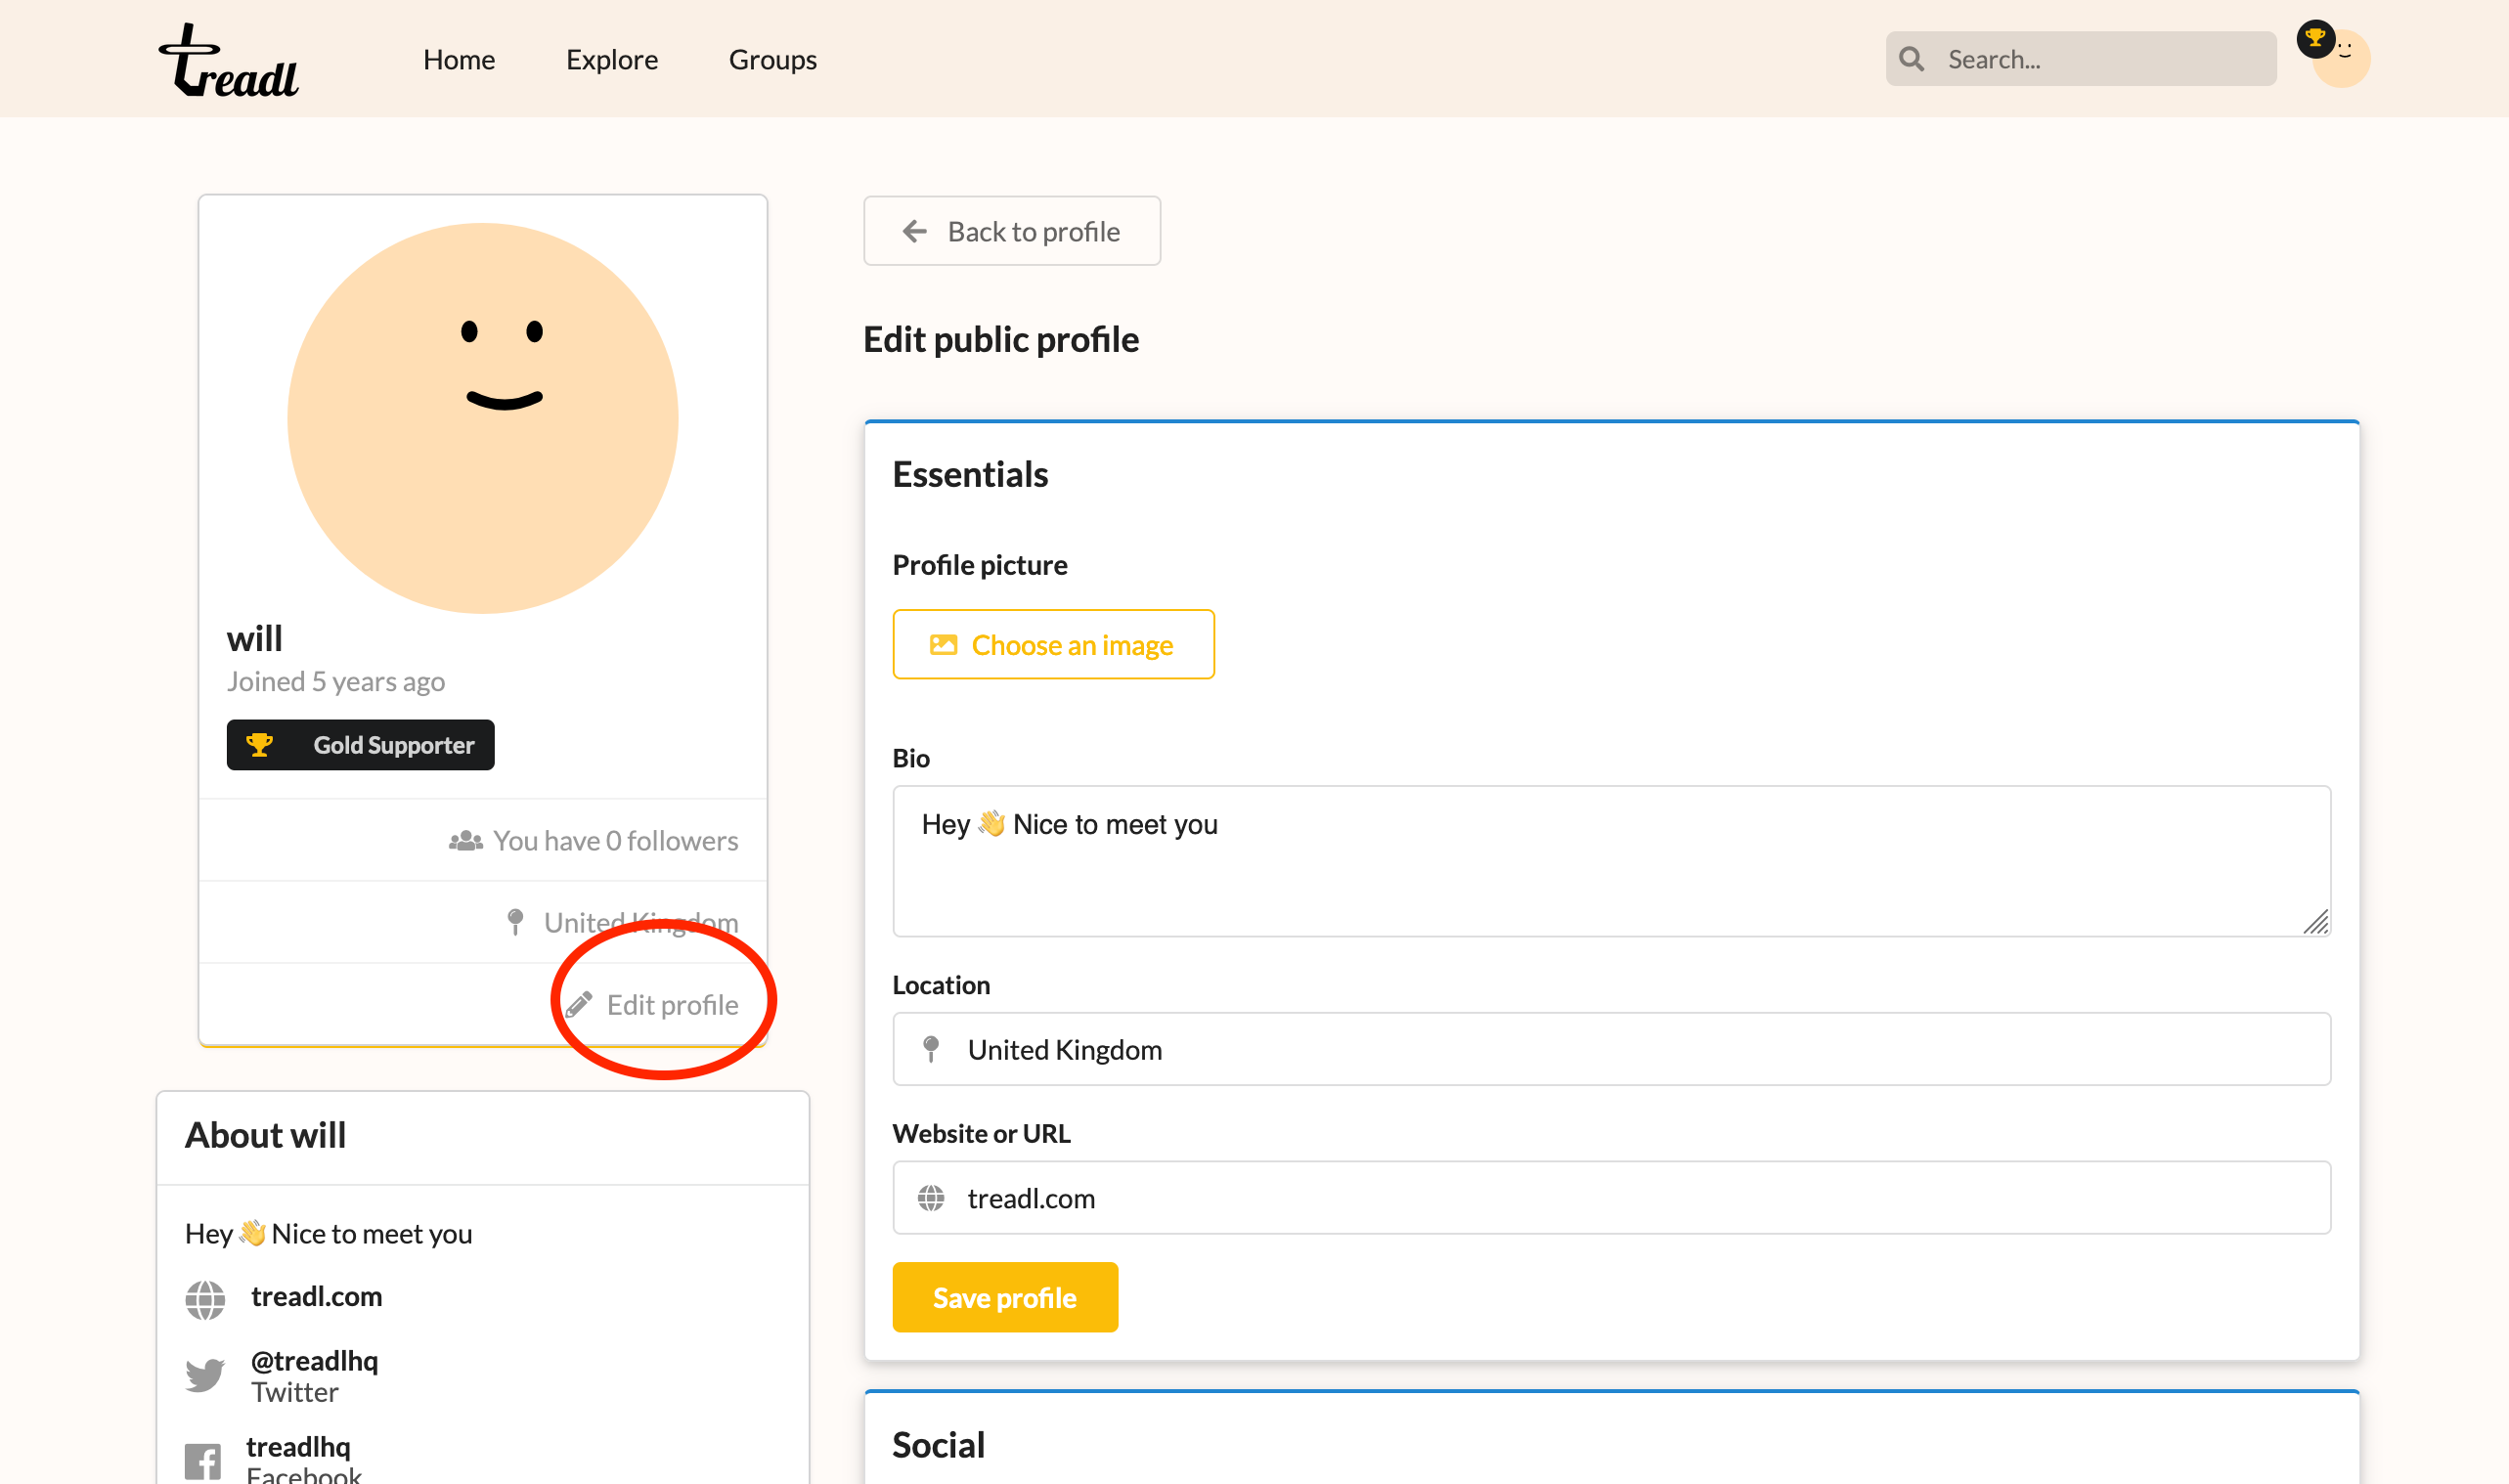 treadl
Home
Explore
Groups
Search...
will
Joined 5 years ago
Gold Supporter
You have 0 followers
United Kingdom
Edit profile
About will
Hey 👋 Nice to meet you
treadl.com
@treadlhq
Twitter
treadlhq
Facebook
Back to profile
Edit public profile
Essentials
Profile picture
Choose an image
Bio
Hey 👋 Nice to meet you
Location
United Kingdom
Website or URL
treadl.com
Save profile
Social